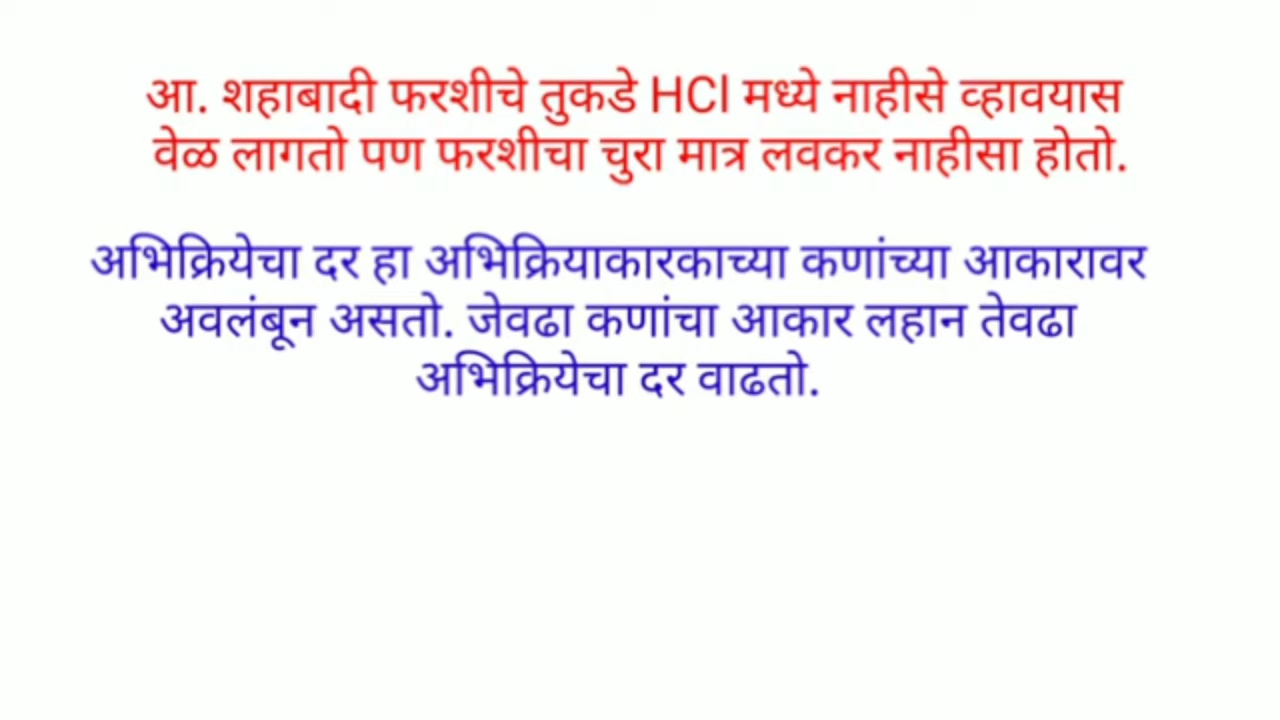 आ. शहाबादी फरशीचे तुकडे HCl मध्ये नाहीसे व्हावयास
वेळ लागतो पण फरशीचा चुरा मात्र लवकर नाहीसा होतो.
अभिक्रियेचा दर हा अभिक्रियाकारकाच्या कणांच्या आकारावर
अवलंबून असतो. जेवढा कणांचा आकार लहान तेवढा
अभिक्रियेचा दर वाढतो.